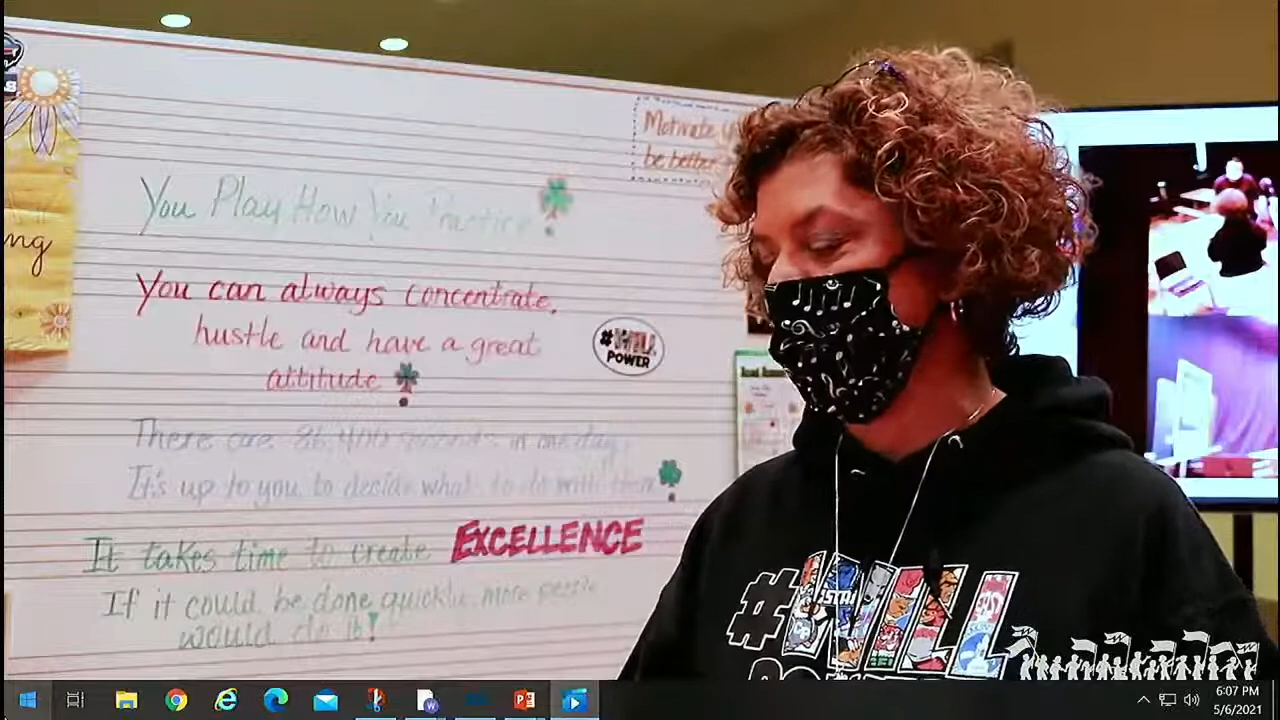 ng
Motivate
be better
You Play How You Practice!
You can always concentrate,
hustle and have a great
attitude!
#WILL
POWER
There are 86,400 seconds in one day,
It's up to you to decide what to do with them!
It takes time to create EXCELLENCE
If it could be done quickly more people
would do it!
#WILL
6:07 PM
5/6/2021